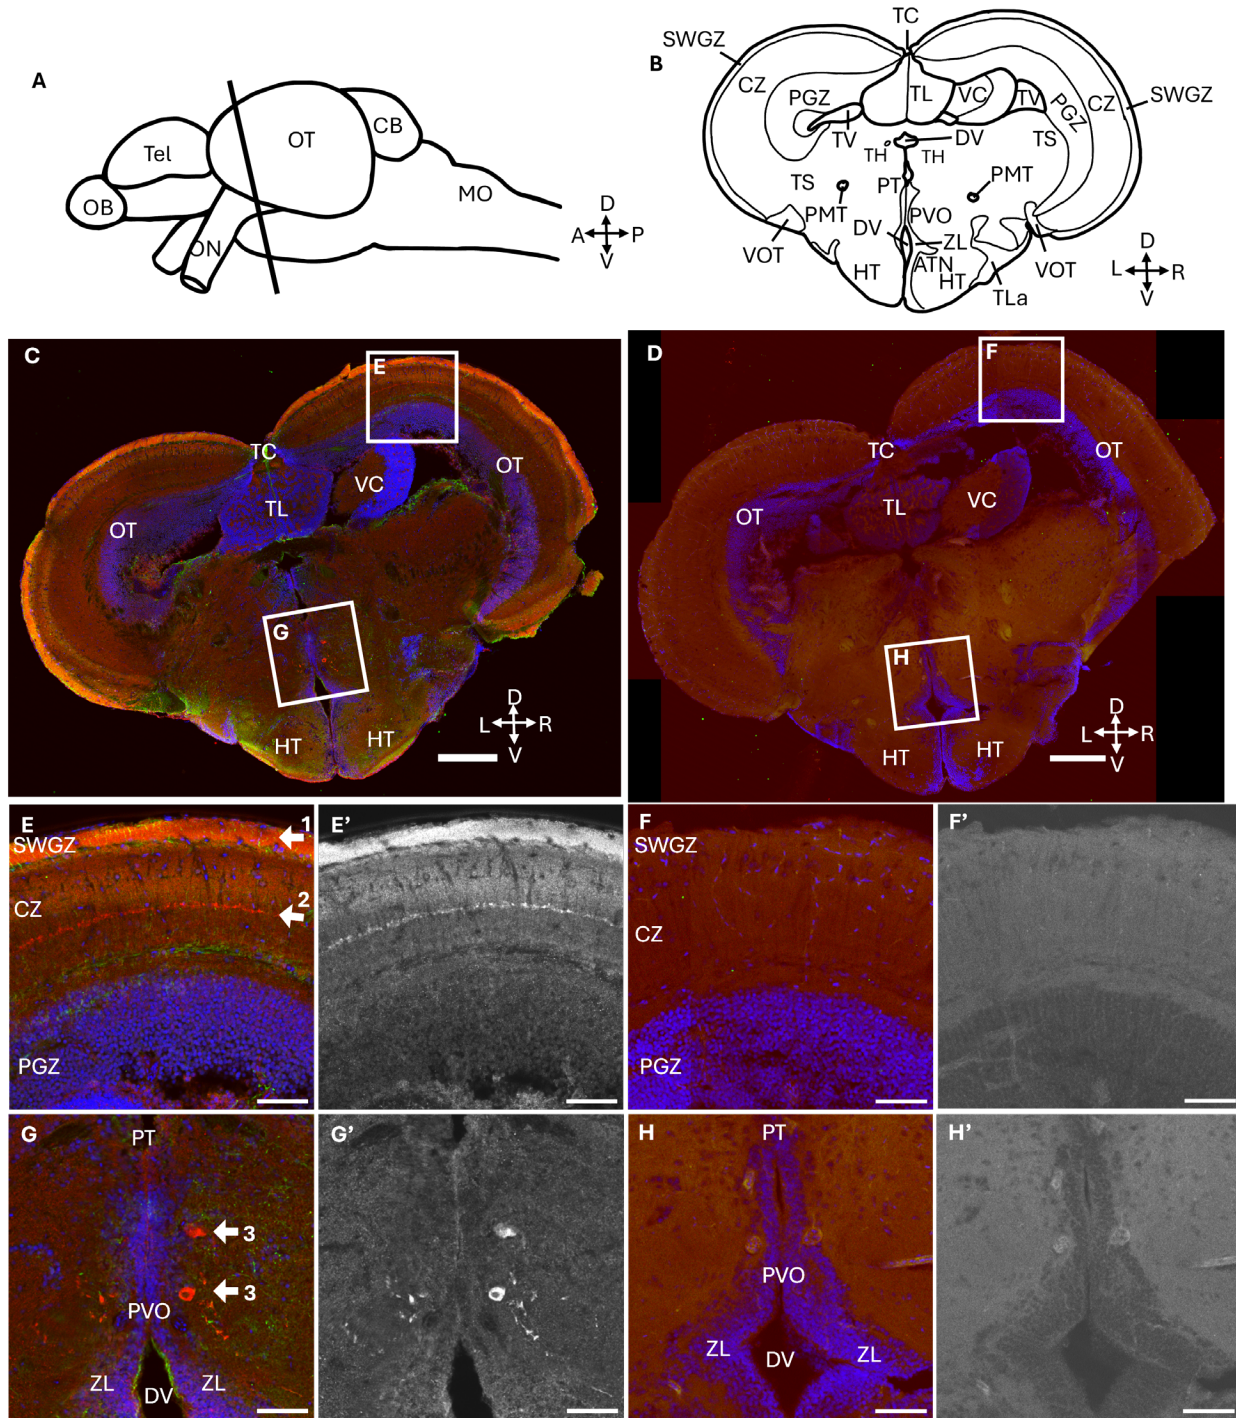 A
Tel
OT
CB
OB
ON
MO
D
A P
V
B
TC
SWGZ
CZ
PGZ
TL
VC
TV
PGZ
CZ
SWGZ
TV
DV
TS
TH
TH
TS
PT
PMT
PMT
PVO
DV
VOT
ZL
ATN
HT
HT
TLa
VOT
D
L R
V
C
E
TC
OT
VC
TL
OT
G
D
L R
V
HT
HT
D
F
TC
OT
TL
VC
OT
H
D
L R
V
HT
HT
E
1
SWGZ
2
CZ
PGZ
E’
F
SWGZ
CZ
PGZ
F’
G
PT
3
3
PVO
ZL
DV
ZL
G’
H
PT
PVO
ZL
DV
ZL
H’